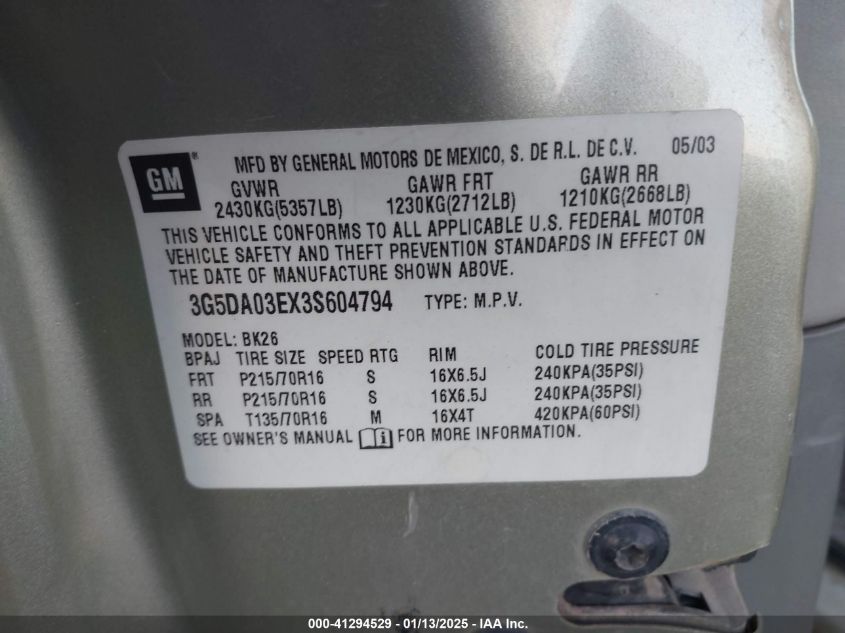 GM® MFD BY GENERAL MOTORS DE MEXICO, S. DE R.L. DE C.V. 05/03
GVWR GAWR FRT GAWR RR
2430KG(5357LB) 1230KG(2712LB) 1210KG(2668LB)
THIS VEHICLE CONFORMS TO ALL APPLICABLE U.S. FEDERAL MOTOR
VEHICLE SAFETY AND THEFT PREVENTION STANDARDS IN EFFECT ON
THE DATE OF MANUFACTURE SHOWN ABOVE.
3G5DA03EX3S604794 TYPE: M.P.V.
MODEL: BK26
BPAJ TIRE SIZE SPEED RTG RIM COLD TIRE PRESSURE
FRT P215/70R16 S 16X6.5J 240KPA(35PSI)
RR P215/70R16 S 16X6.5J 240KPA(35PSI)
SPA T135/70R16 M 16X4T 420KPA(60PSI)
SEE OWNER'S MANUAL FOR MORE INFORMATION.
000-41294529 - 01/13/2025 - IAA Inc.